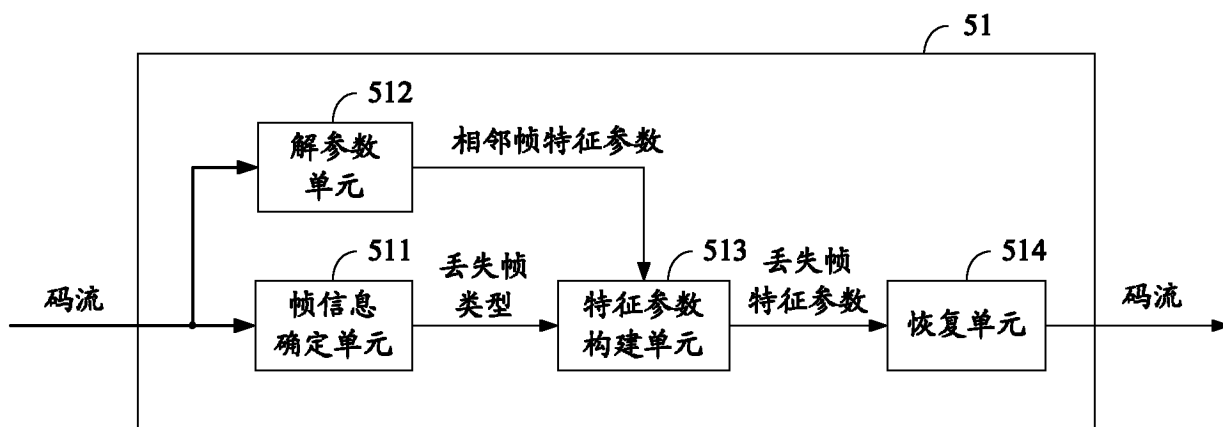 51
512
解参数
单元
相邻帧特征参数
码流
511
帧信息
确定单元
丢失帧
类型
513
特征参数
构建单元
丢失帧
特征参数
514
恢复单元
码流